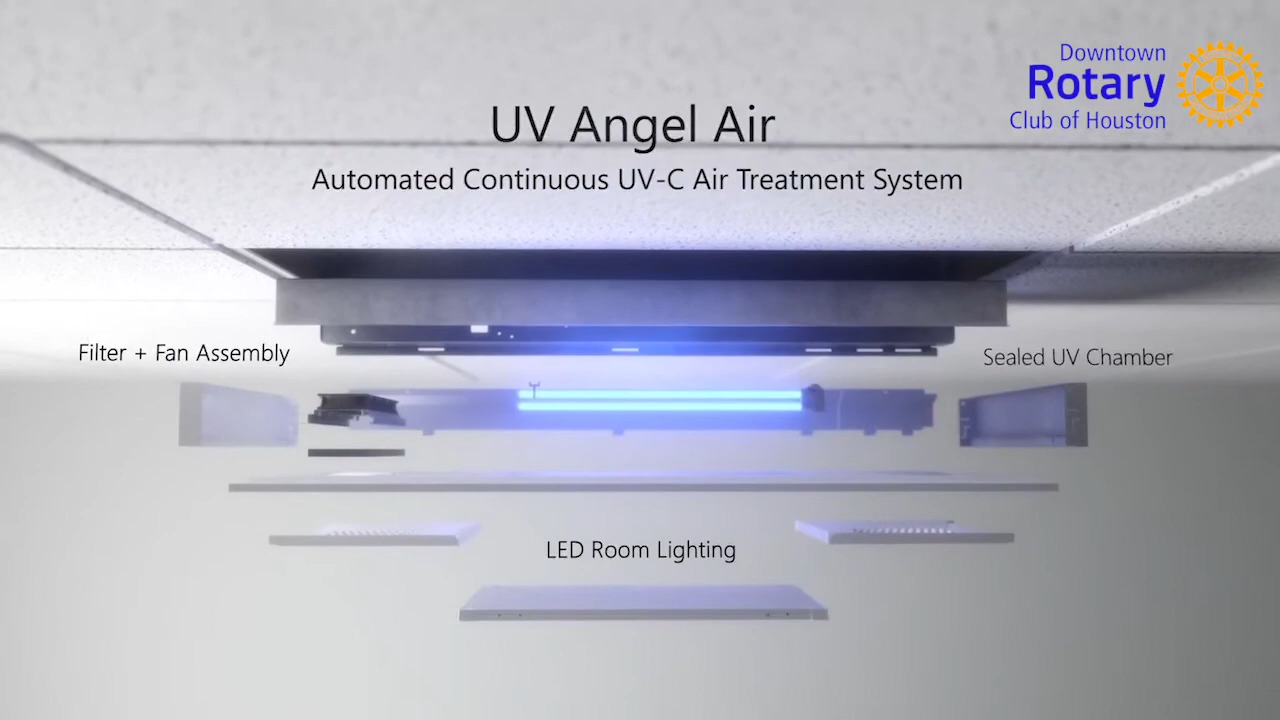 Downtown
Rotary
Club of Houston
UV Angel Air
Automated Continuous UV-C Air Treatment System
Filter + Fan Assembly
Sealed UV Chamber
LED Room Lighting